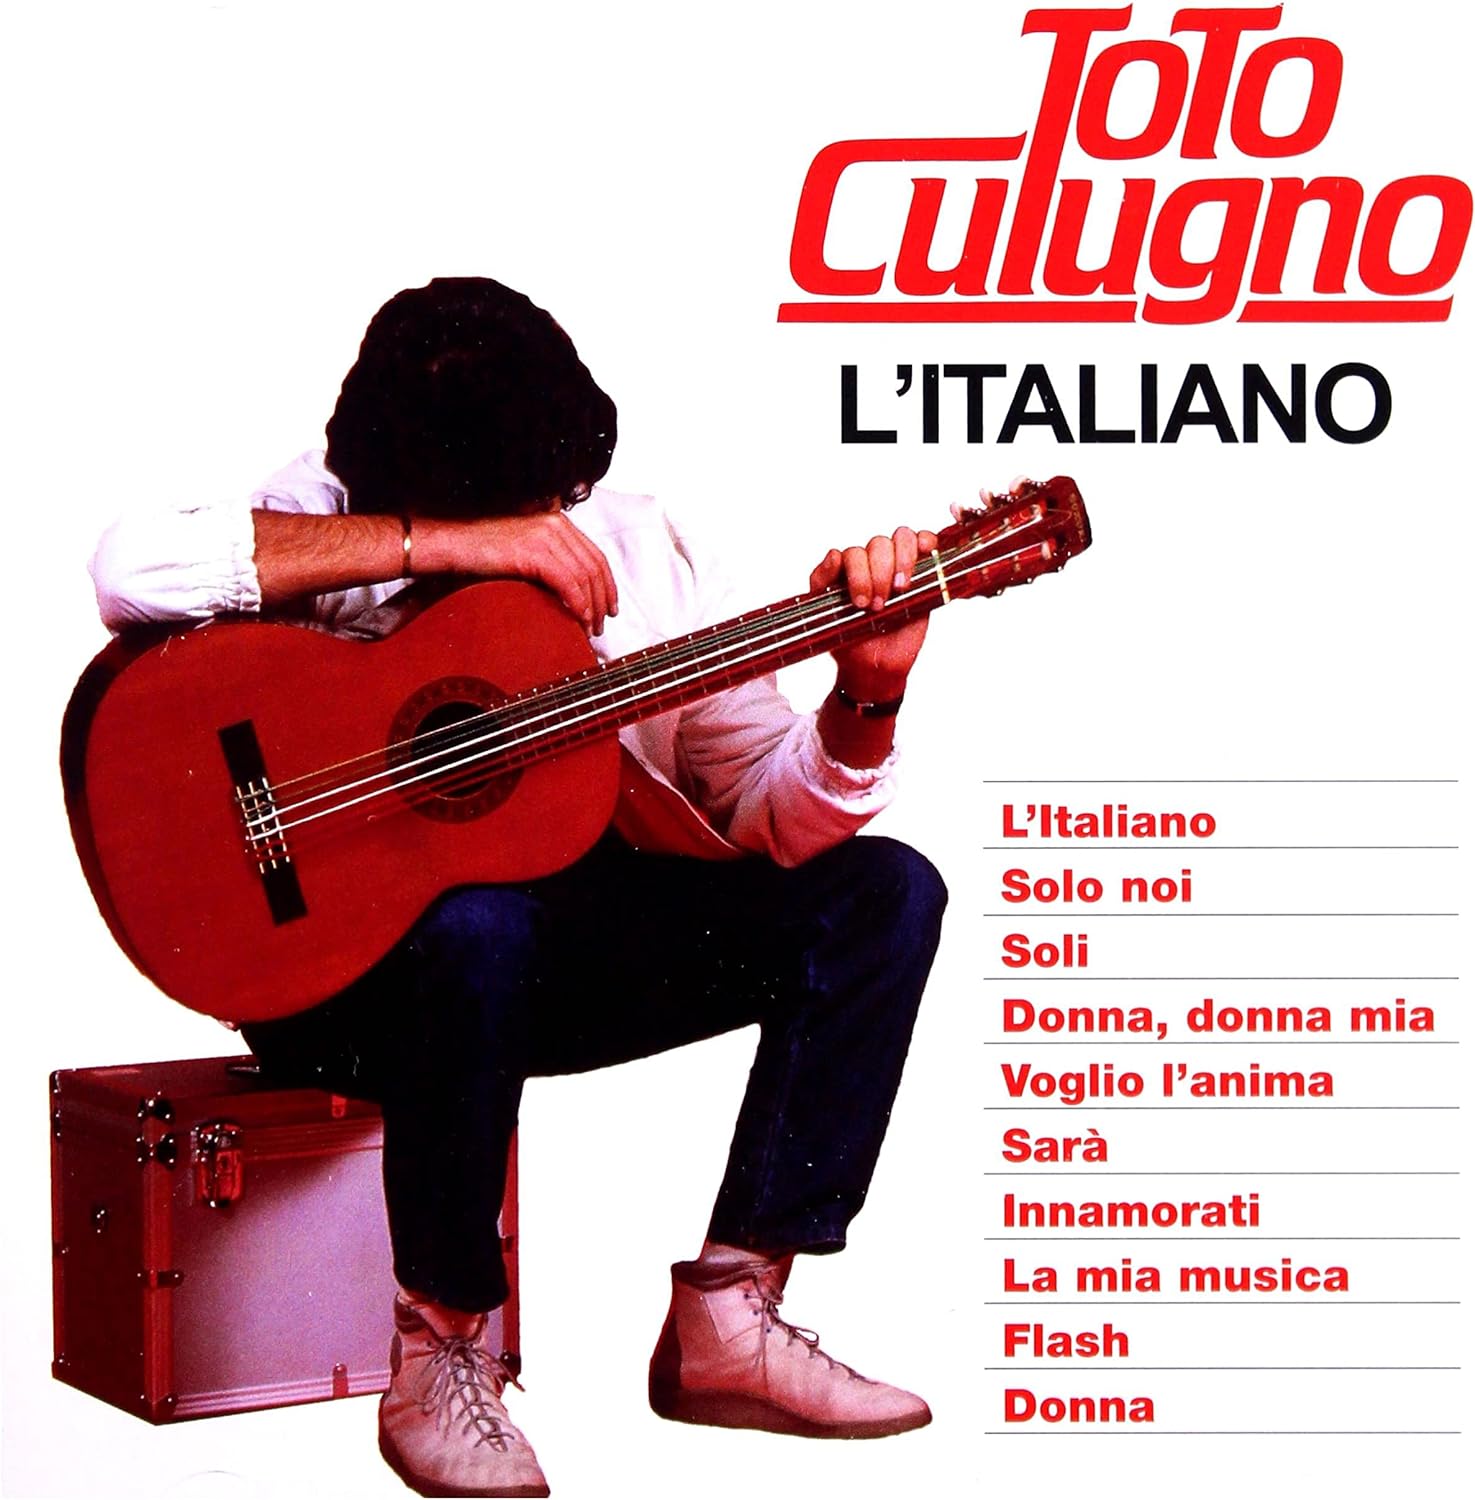 ToTo
CuTugno
L'ITALIANO
L'Italiano
Solo noi
Soli
Donna, donna mia
Voglio l'anima
Sarà
Innamorati
La mia musica
Flash
Donna